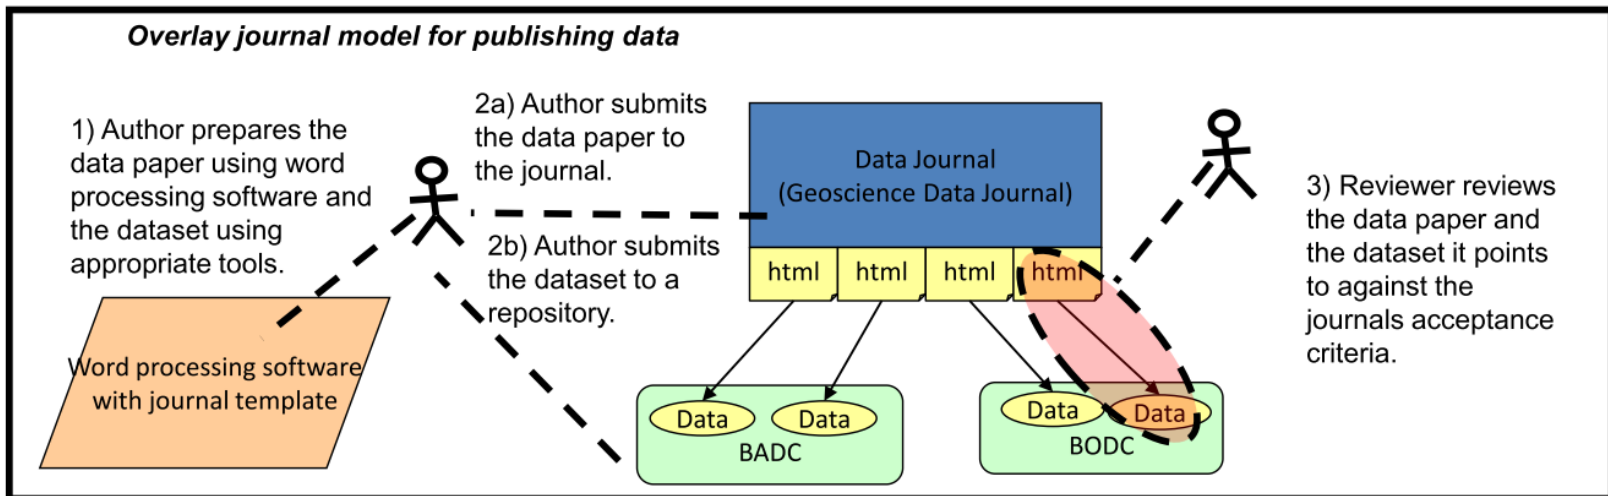 Overlay journal model for publishing data
1) Author prepares the
data paper using word
processing software and
the dataset using
appropriate tools.
Word processing software
with journal template
2a) Author submits
the data paper to
the journal.
2b) Author submits
the dataset to a
repository.
Data Journal
(Geoscience Data Journal)
html
html
html
html
Data
Data
BADC
Data
Data
BODC
3) Reviewer reviews
the data paper and
the dataset it points
to against the
journals acceptance
criteria.